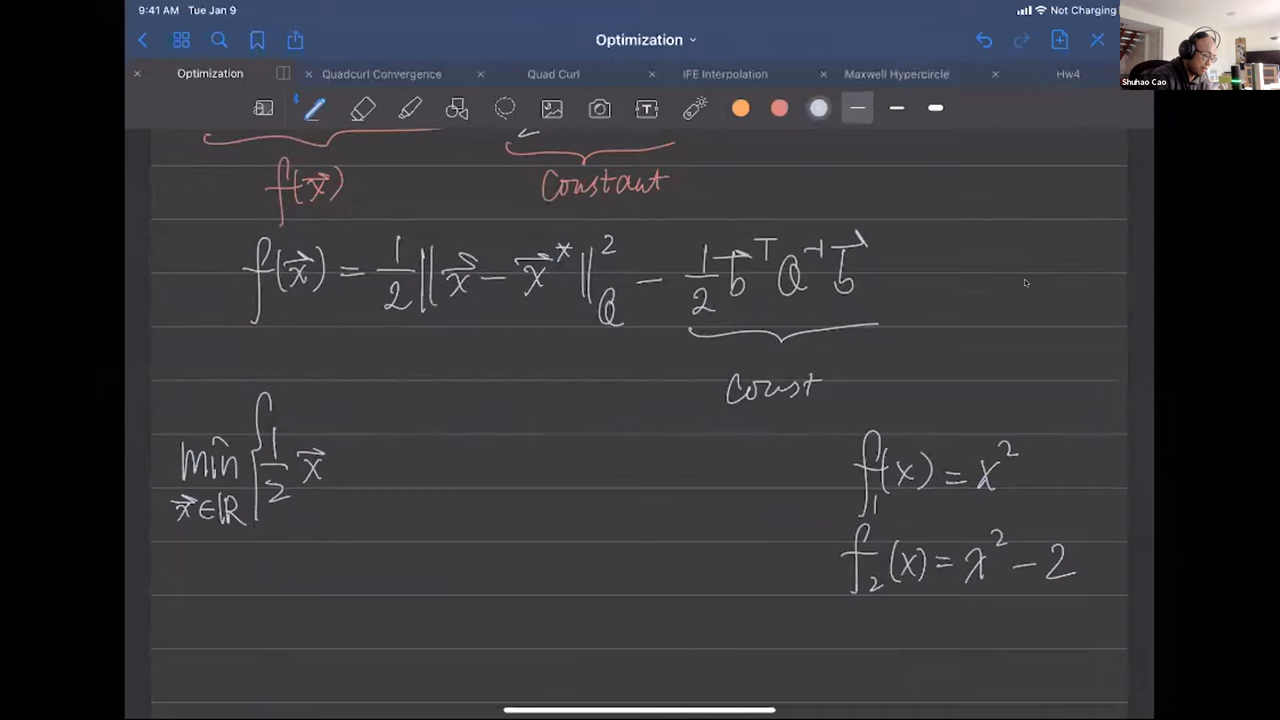 9:41 AM Tue Jan 9
Not Charging
Optimization
Shuhao Cao
Optimization Quadcurl Convergence Quad Curl IFE Interpolation Maxwell Hypercircle Hw4
f(x⃗) Constant
f(x⃗) = 1/2 ‖x⃗ − x⃗*‖²_Q − 1/2 b⃗ᵀ Q⁻¹ b⃗
Const
min x⃗∈ℝ { 1/2 x⃗
f₁(x) = x²
f₂(x) = x² − 2